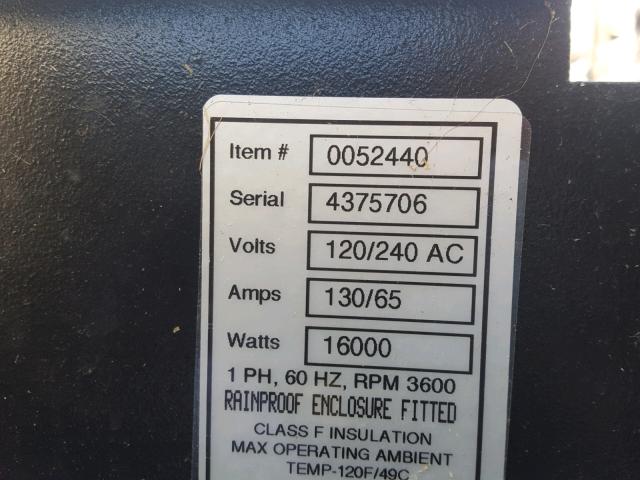 Item # 0052440
Serial 4375706
Volts 120/240 AC
Amps 130/65
Watts 16000
1 PH, 60 HZ, RPM 3600
RAINPROOF ENCLOSURE FITTED
CLASS F INSULATION
MAX OPERATING AMBIENT
TEMP-120F/49C